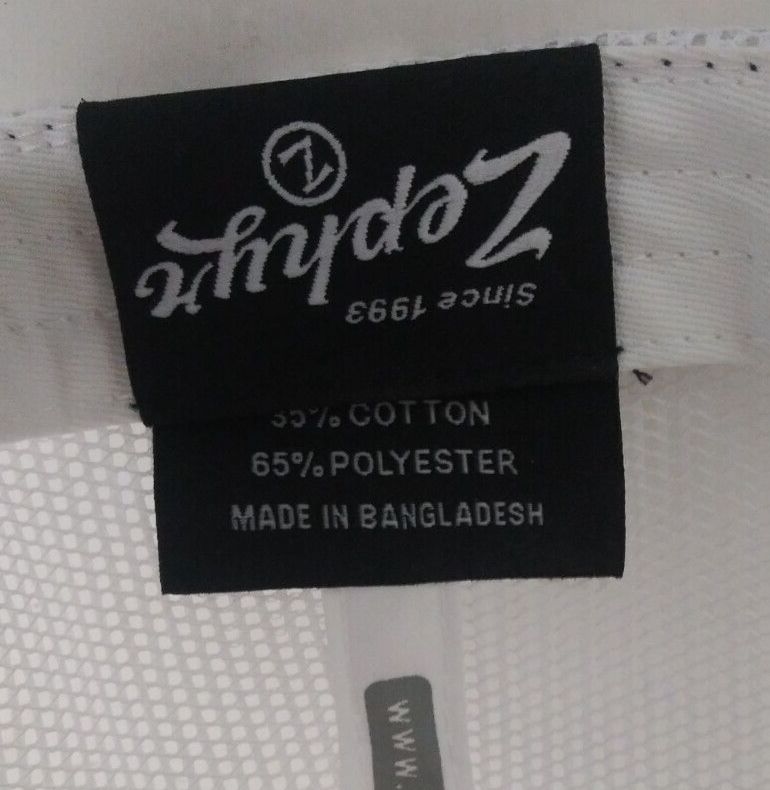 Zephyr
Z
Since 1993
35% COTTON
65% POLYESTER
MADE IN BANGLADESH
www.